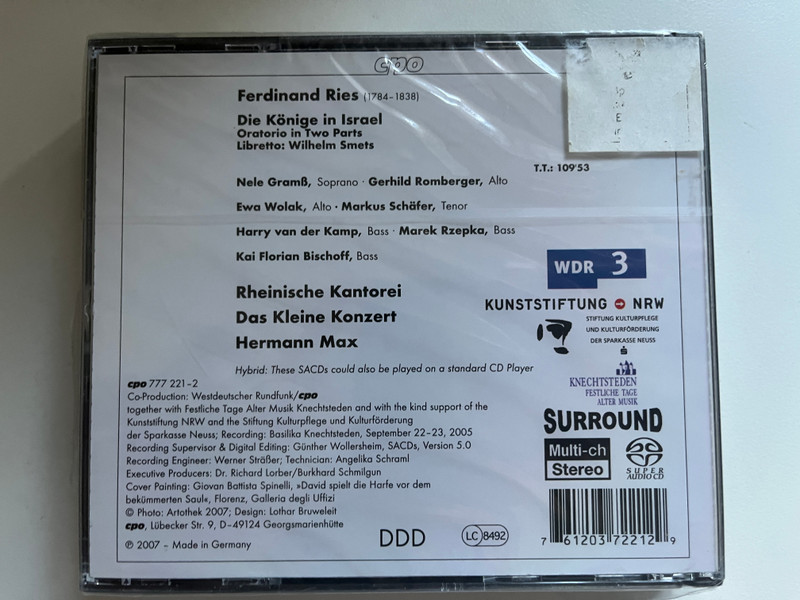 cpo
Ferdinand Ries (1784–1838)
Die Könige in Israel
Oratorio in Two Parts
Libretto: Wilhelm Smets
T.T.: 109'53
Nele Gramß, Soprano · Gerhild Romberger, Alto
Ewa Wolak, Alto · Markus Schäfer, Tenor
Harry van der Kamp, Bass · Marek Rzepka, Bass
Kai Florian Bischoff, Bass
WDR 3
Rheinische Kantorei
Das Kleine Konzert
Hermann Max
KUNSTSTIFTUNG NRW
STIFTUNG KULTURPFLEGE
UND KULTURFÖRDERUNG
DER SPARKASSE NEUSS
Hybrid: These SACDs could also be played on a standard CD Player
KNECHTSTEDEN
FESTLICHE TAGE
ALTER MUSIK
SURROUND
Multi-ch
Stereo
SUPER
AUDIO CD
cpo 777 221–2
Co-Production: Westdeutscher Rundfunk/cpo
together with Festliche Tage Alter Musik Knechtsteden and with the kind support of the
Kunststiftung NRW and the Stiftung Kulturpflege und Kulturförderung
der Sparkasse Neuss; Recording: Basilika Knechtsteden, September 22–23, 2005
Recording Supervisor & Digital Editing: Günther Wollersheim, SACDs, Version 5.0
Recording Engineer: Werner Sträßer; Technician: Angelika Schraml
Executive Producers: Dr. Richard Lorber/Burkhard Schmilgun
Cover Painting: Giovan Battista Spinelli, »David spielt die Harfe vor dem
bekümmerten Saul«, Florenz, Galleria degli Uffizi
© Photo: Artothek 2007; Design: Lothar Bruweleit
cpo, Lübecker Str. 9, D–49124 Georgsmarienhütte
℗ 2007 – Made in Germany
DDD
LC 8492
7 61203 72212 9